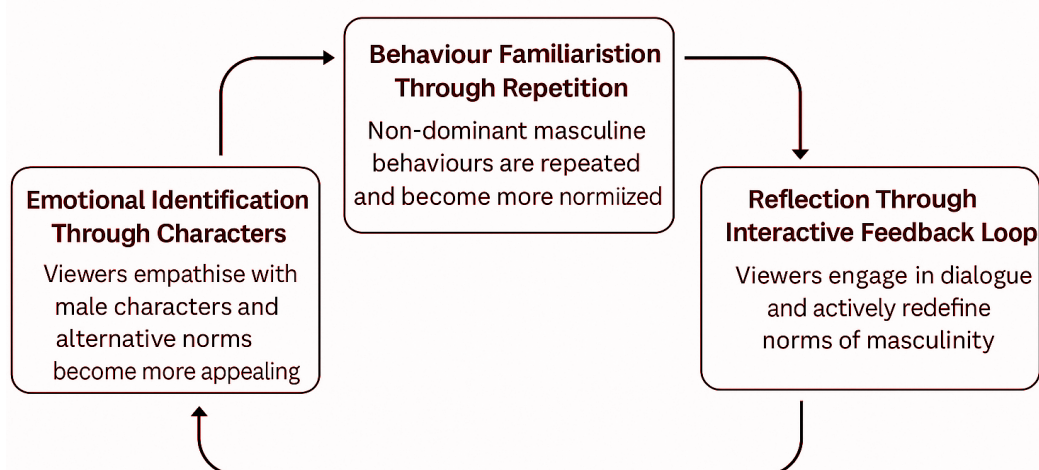 Behaviour Familiaristion
Through Repetition
Non-dominant masculine
behaviours are repeated
and become more normiized
Emotional Identification
Through Characters
Viewers empathise with
male characters and
alternative norms
become more appealing
Reflection Through
Interactive Feedback Loop
Viewers engage in dialogue
and actively redefine
norms of masculinity